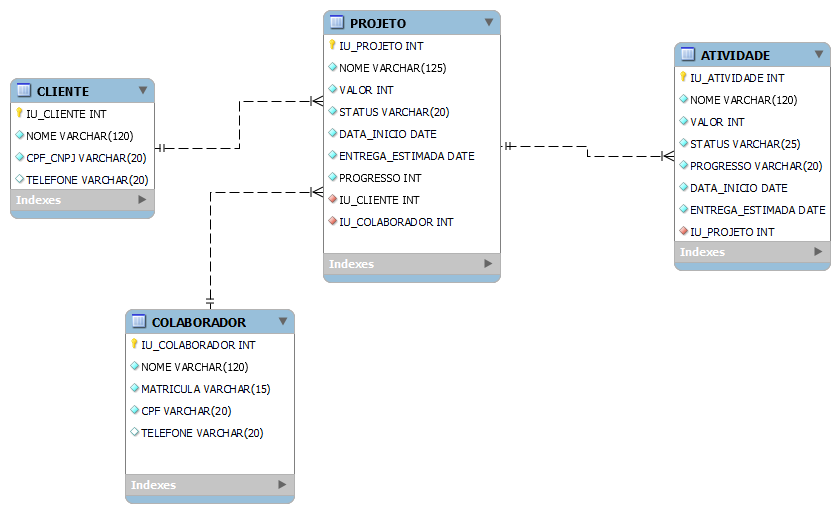 CLIENTE
IU_CLIENTE INT
NOME VARCHAR(120)
CPF_CNPJ VARCHAR(20)
TELEFONE VARCHAR(20)
Indexes
PROJETO
IU_PROJETO INT
NOME VARCHAR(125)
VALOR INT
STATUS VARCHAR(20)
DATA_INICIO DATE
ENTREGA_ESTIMADA DATE
PROGRESSO INT
IU_CLIENTE INT
IU_COLABORADOR INT
Indexes
ATIVIDADE
IU_ATIVIDADE INT
NOME VARCHAR(120)
VALOR INT
STATUS VARCHAR(25)
PROGRESSO VARCHAR(20)
DATA_INICIO DATE
ENTREGA_ESTIMADA DATE
IU_PROJETO INT
Indexes
COLABORADOR
IU_COLABORADOR INT
NOME VARCHAR(120)
MATRICULA VARCHAR(15)
CPF VARCHAR(20)
TELEFONE VARCHAR(20)
Indexes